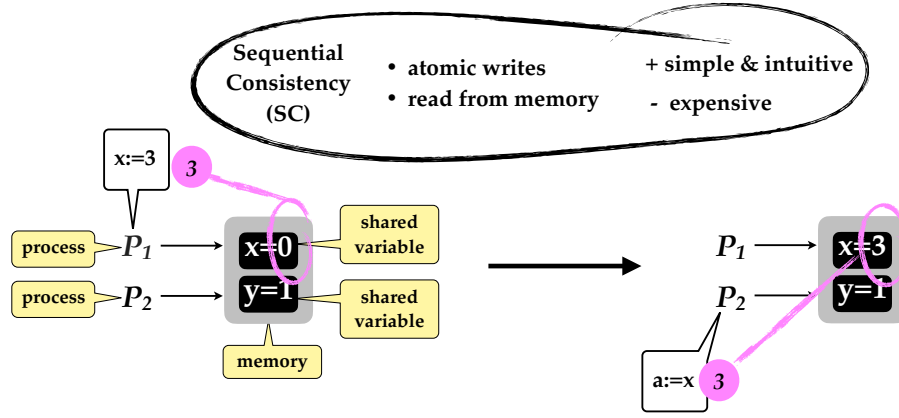 Sequential
Consistency
(SC)
• atomic writes
• read from memory
+ simple & intuitive
- expensive
x:=3
3
process
P1
x=0
shared
variable
process
P2
y=1
shared
variable
memory
P1
x=3
P2
y=1
a:=x
3